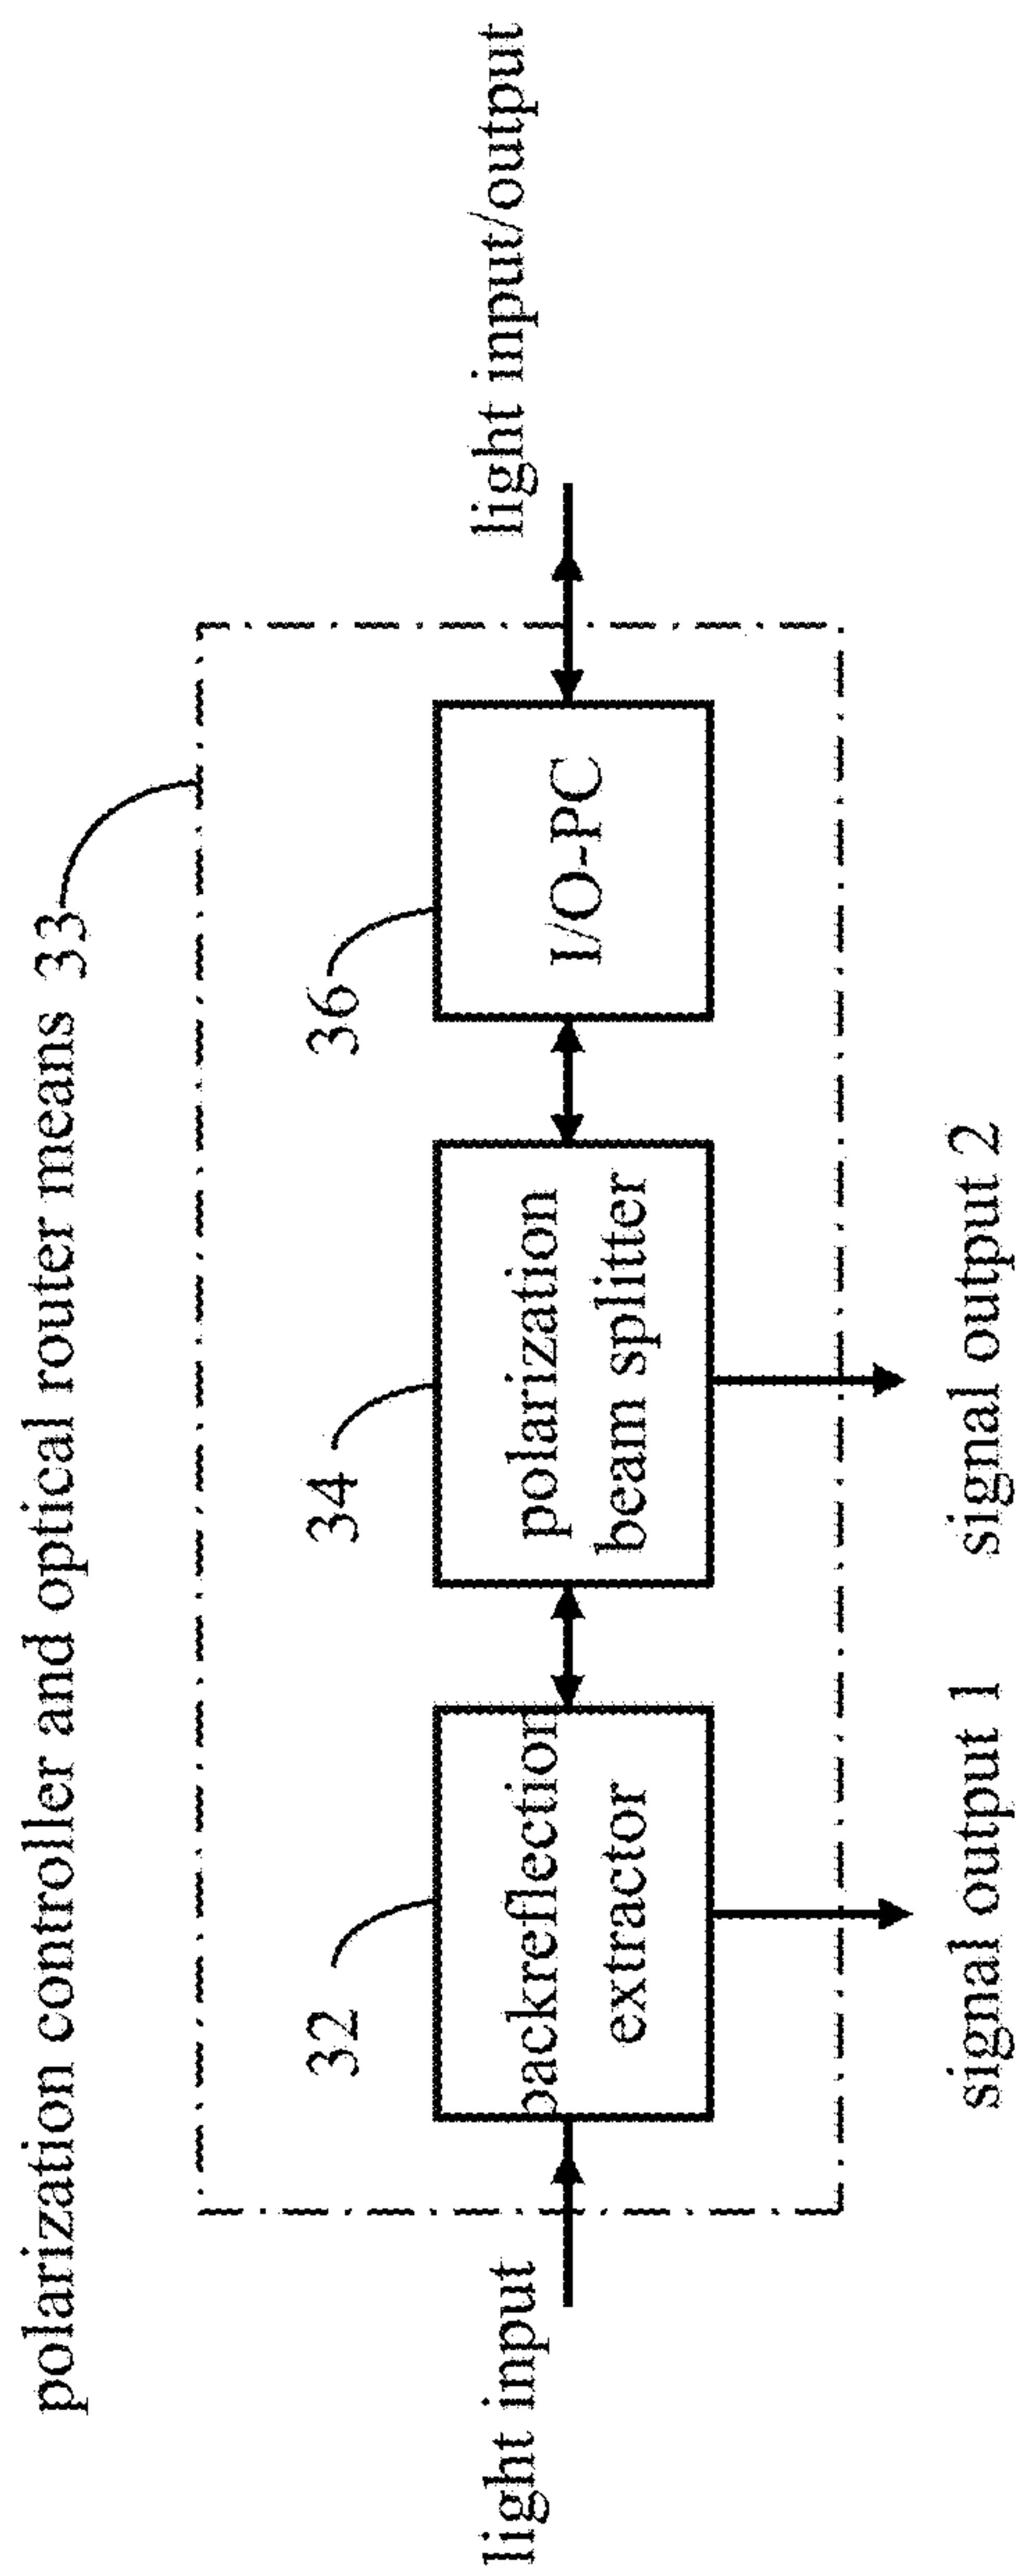 polarization controller and optical router means 33
32
34
36
light input
backreflection
extractor
polarization
beam splitter
I/O-PC
light input/output
signal output 1
signal output 2